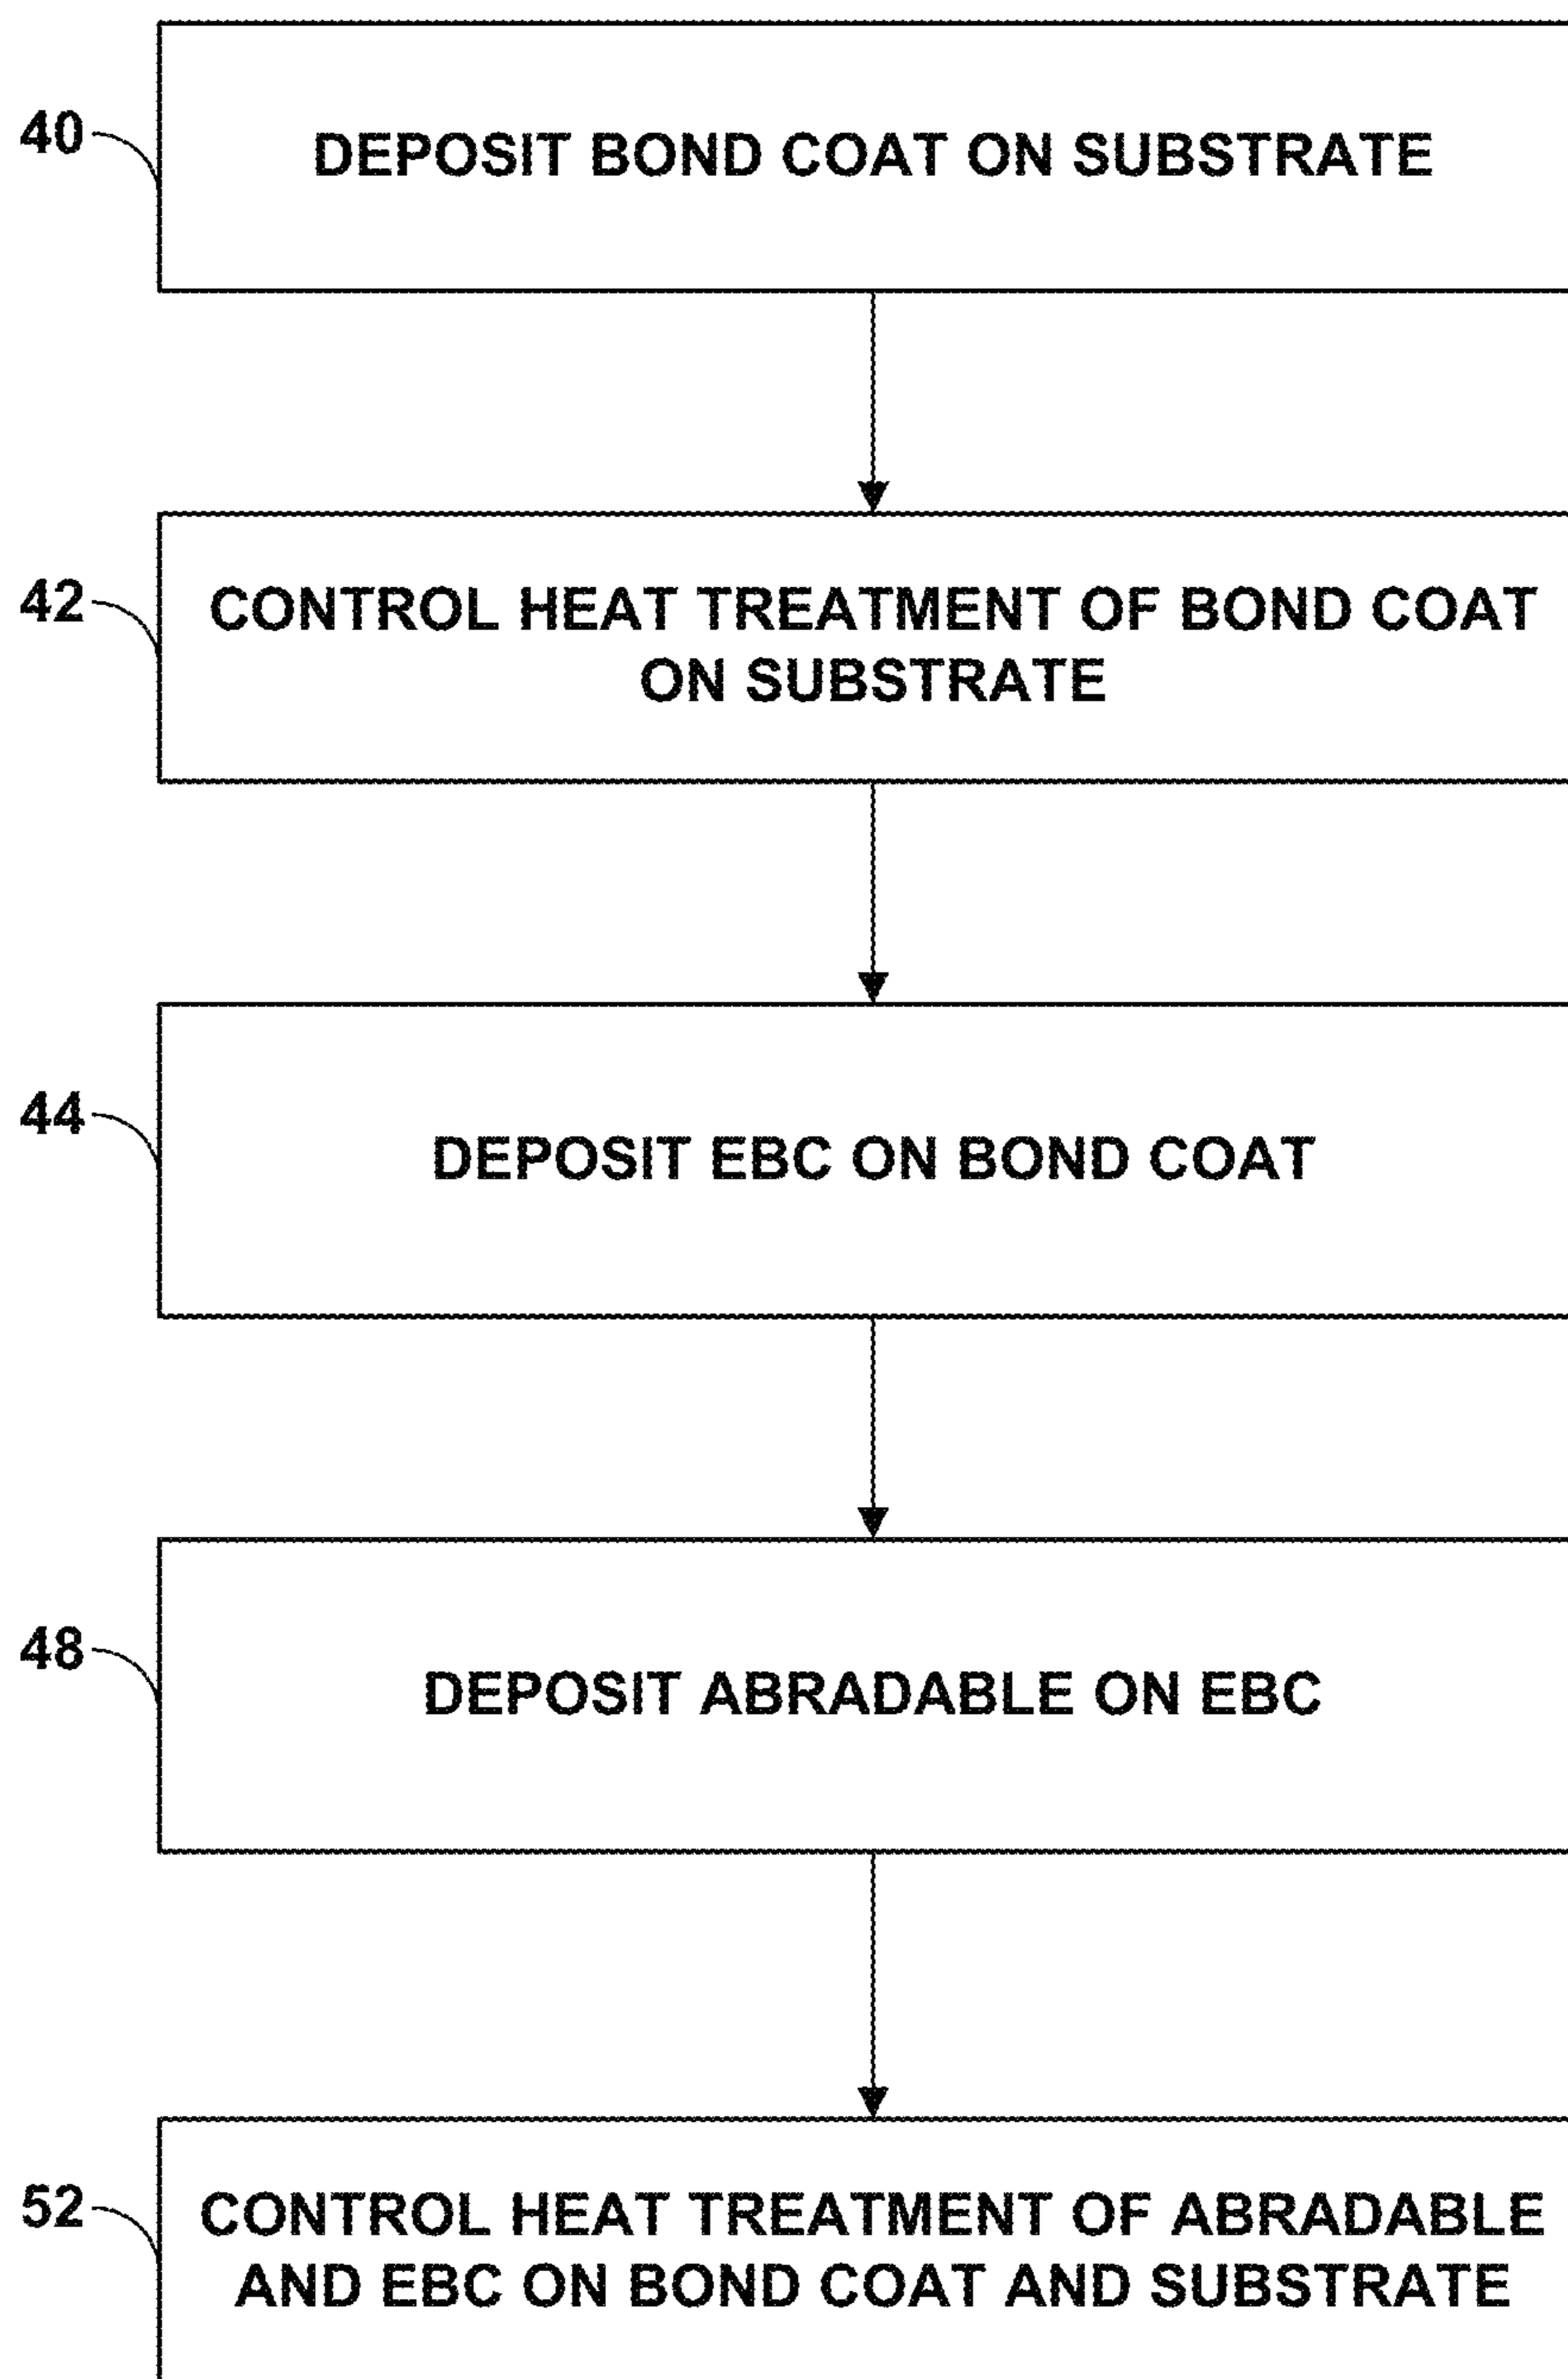 40
DEPOSIT BOND COAT ON SUBSTRATE
42
CONTROL HEAT TREATMENT OF BOND COAT
ON SUBSTRATE
44
DEPOSIT EBC ON BOND COAT
48
DEPOSIT ABRADABLE ON EBC
52
CONTROL HEAT TREATMENT OF ABRADABLE
AND EBC ON BOND COAT AND SUBSTRATE